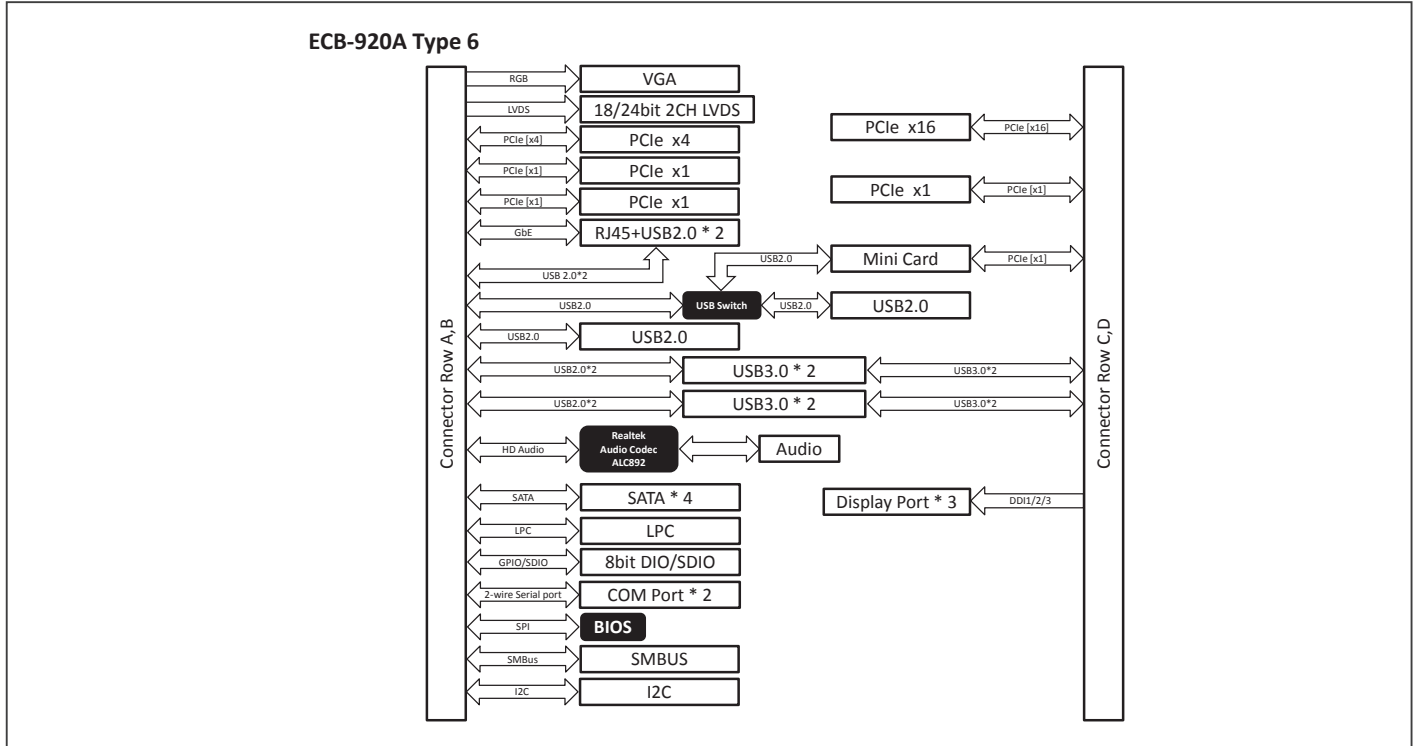 ECB-920A Type 6
Connector Row A,B
RGB
VGA
LVDS
18/24bit 2CH LVDS
PCIe [x4]
PCIe x4
PCIe [x1]
PCIe x1
PCIe [x1]
PCIe x1
GbE
RJ45+USB2.0 * 2
USB 2.0*2
USB2.0
USB Switch
USB2.0
USB2.0
USB2.0
USB2.0
USB2.0
USB2.0*2
USB3.0 * 2
USB3.0*2
USB2.0*2
USB3.0 * 2
USB3.0*2
HD Audio
Realtek
Audio Codec
ALC892
Audio
SATA
SATA * 4
LPC
LPC
GPIO/SDIO
8bit DIO/SDIO
2-wire Serial port
COM Port * 2
SPI
BIOS
SMBus
SMBUS
I2C
I2C
PCIe x16
PCIe [x16]
PCIe x1
PCIe [x1]
Mini Card
PCIe [x1]
Display Port * 3
DDI1/2/3
Connector Row C,D